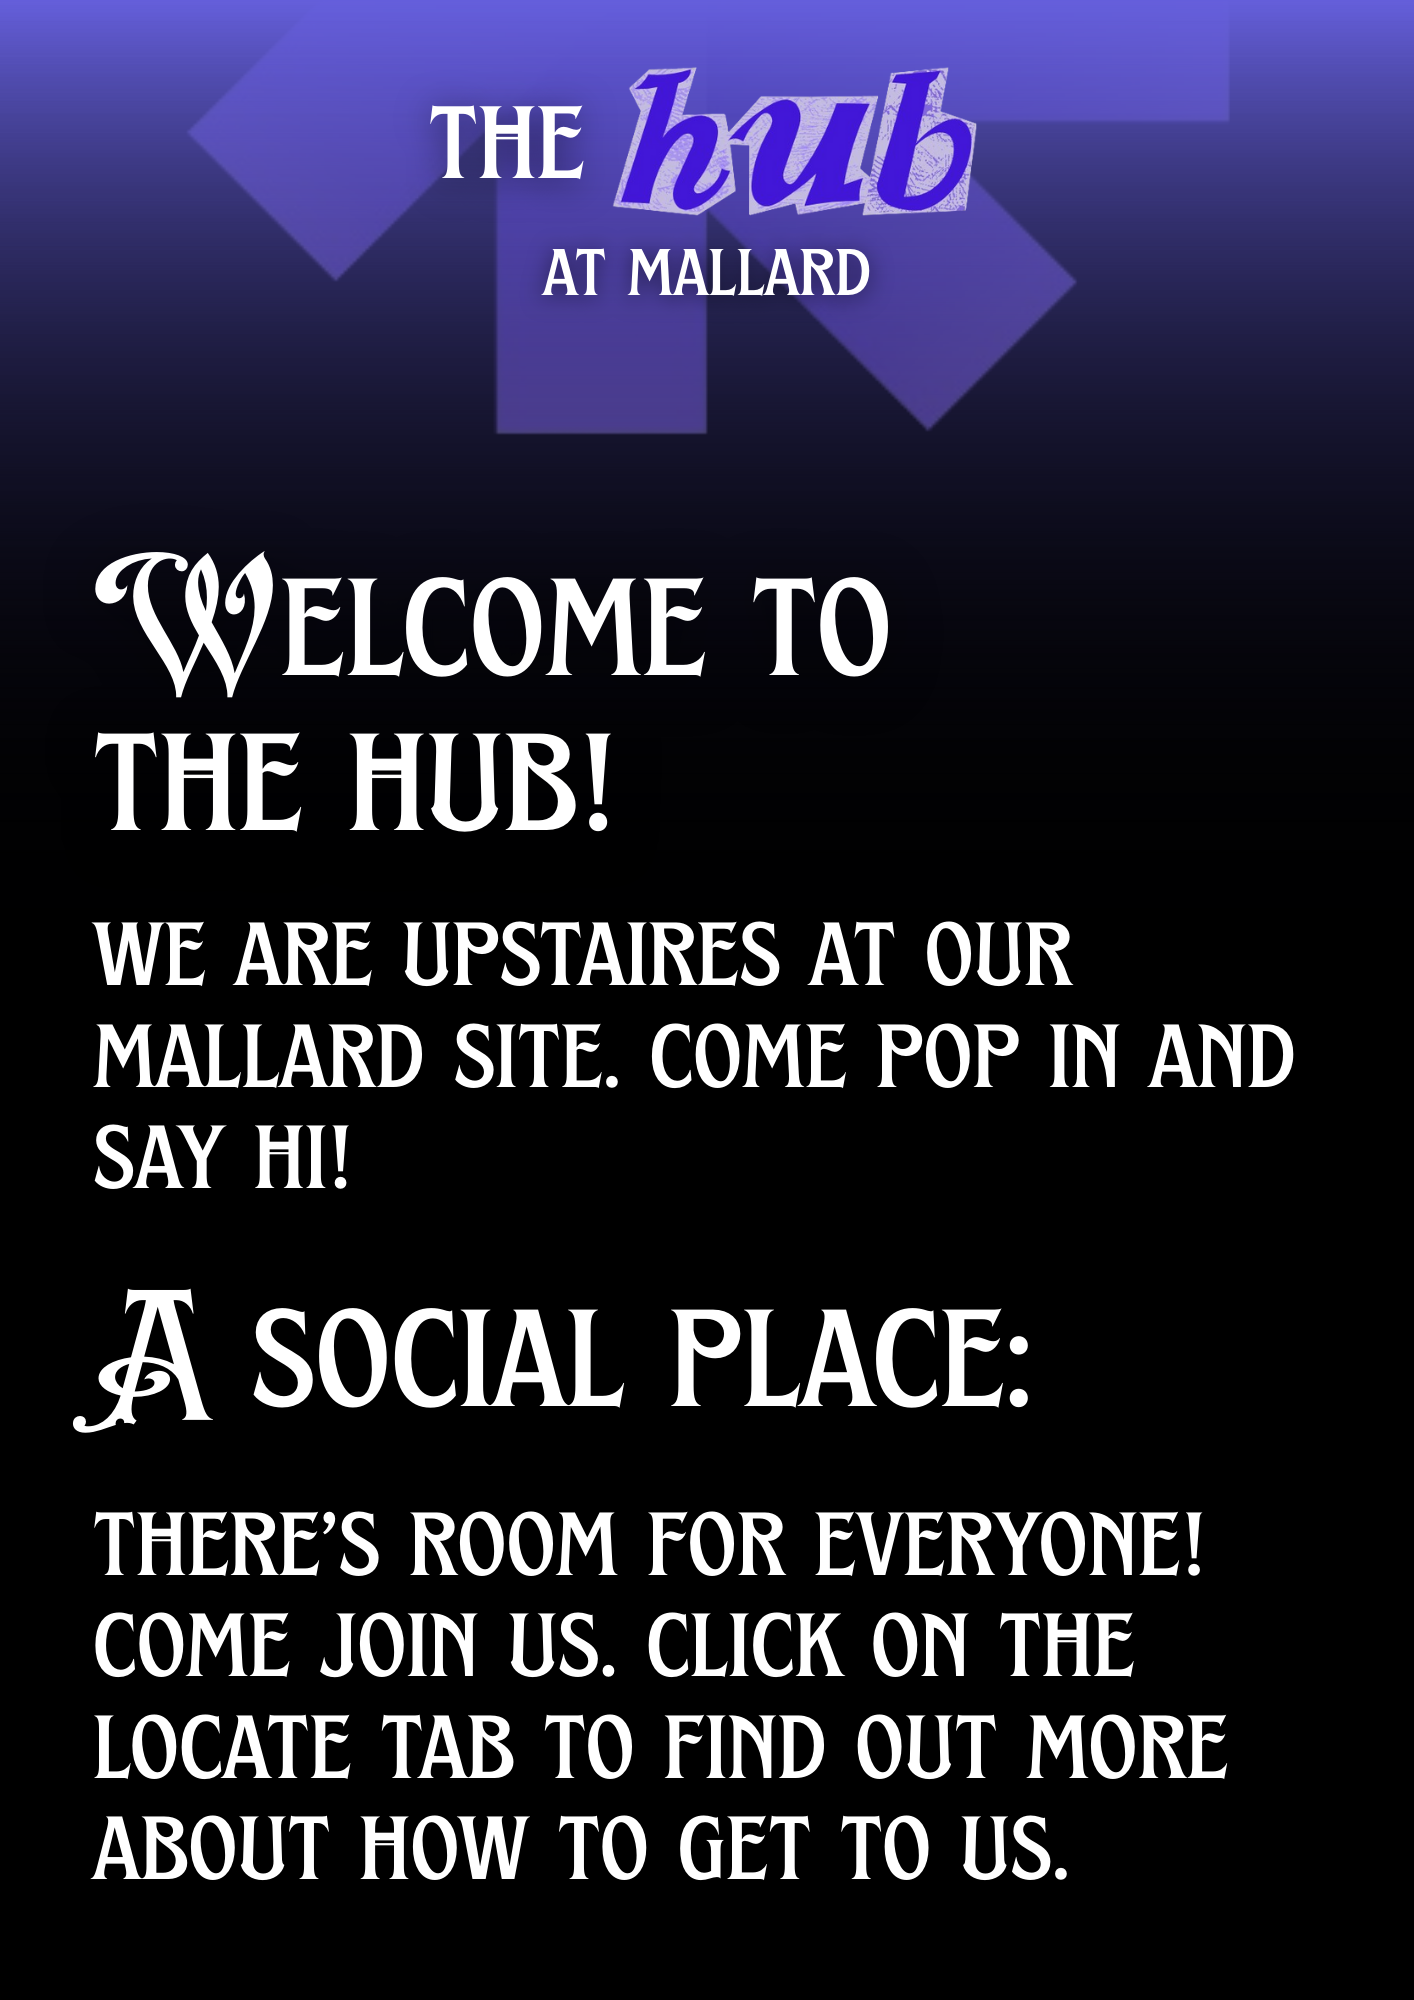 THE hub
AT MALLARD
WELCOME TO
THE HUB!
WE ARE UPSTAIRES AT OUR
MALLARD SITE. COME POP IN AND
SAY HI!
A SOCIAL PLACE:
THERE'S ROOM FOR EVERYONE!
COME JOIN US. CLICK ON THE
LOCATE TAB TO FIND OUT MORE
ABOUT HOW TO GET TO US.